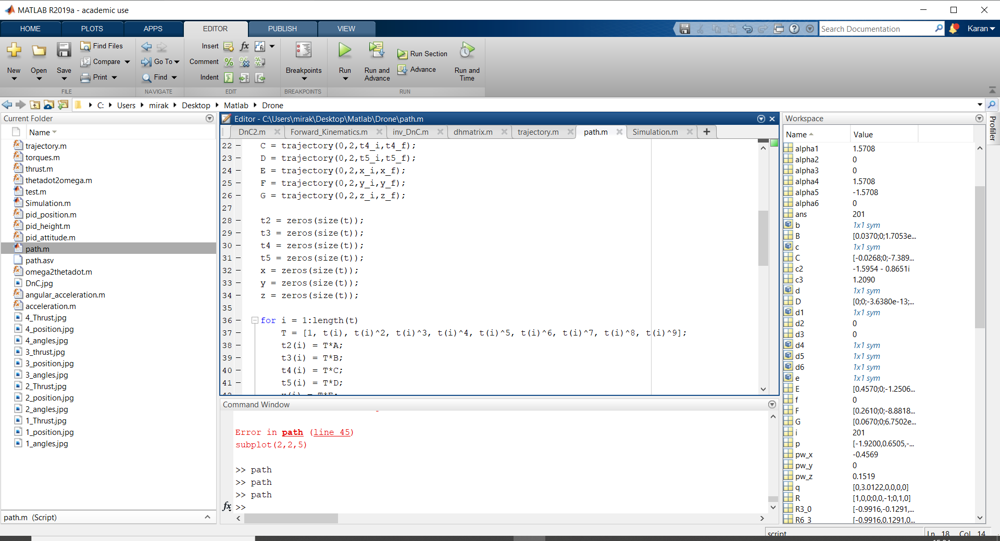 MATLAB R2019a - academic use
HOME PLOTS APPS EDITOR PUBLISH VIEW
Search Documentation
Karan
New Open Save
Find Files
Compare
Print
FILE
Go To
Find
NAVIGATE
Insert
Comment
Indent
EDIT
Breakpoints
BREAKPOINTS
Run
Run and Advance
Run Section
Advance
Run and Time
RUN
C: Users mirak Desktop Matlab Drone
Current Folder
Name
trajectory.m
torques.m
thrust.m
thetadot2omega.m
test.m
Simulation.m
pid_position.m
pid_height.m
pid_attitude.m
path.m
path.asv
omega2thetadot.m
DnC.jpg
angular_acceleration.m
acceleration.m
4_Thrust.jpg
4_position.jpg
4_angles.jpg
3_thrust.jpg
3_position.jpg
3_angles.jpg
2_Thrust.jpg
2_position.jpg
2_angles.jpg
1_Thrust.jpg
1_position.jpg
1_angles.jpg
path.m (Script)
Editor - C:\Users\mirak\Desktop\Matlab\Drone\path.m
DnC2.m Forward_Kinematics.m inv_DnC.m dhmatrix.m trajectory.m path.m Simulation.m
22 – C = trajectory(0,2,t4_i,t4_f);
23 – D = trajectory(0,2,t5_i,t5_f);
24 – E = trajectory(0,2,x_i,x_f);
25 – F = trajectory(0,2,y_i,y_f);
26 – G = trajectory(0,2,z_i,z_f);
27
28 – t2 = zeros(size(t));
29 – t3 = zeros(size(t));
30 – t4 = zeros(size(t));
31 – t5 = zeros(size(t));
32 – x = zeros(size(t));
33 – y = zeros(size(t));
34 – z = zeros(size(t));
35
36 – for i = 1:length(t)
37 – T = [1, t(i), t(i)^2, t(i)^3, t(i)^4, t(i)^5, t(i)^6, t(i)^7, t(i)^8, t(i)^9];
38 – t2(i) = T*A;
39 – t3(i) = T*B;
40 – t4(i) = T*C;
41 – t5(i) = T*D;
Command Window
Error in path (line 45)
subplot(2,2,5)
>> path
>> path
>> path
fx >>
Workspace
Name Value
alpha1 1.5708
alpha2 0
alpha3 0
alpha4 1.5708
alpha5 -1.5708
alpha6 0
ans 201
b 1x1 sym
B [0.0370;0;1.7053e...
c 1x1 sym
C [-0.0268;0;-7.389...
c2 -1.5954 - 0.8651i
c3 1.2090
d 1x1 sym
D [0;0;-3.6380e-13;...
d1 1x1 sym
d2 0
d3 0
d4 1x1 sym
d5 1x1 sym
d6 1x1 sym
e 1x1 sym
E [0.4570;0;-1.2506...
f 0
F [0.2610;0;-8.8818...
G [0.0670;0;6.7502e...
i 201
p [-1.9200,0.6505,-...
pw_x -0.4569
pw_y 0
pw_z 0.1519
q [0,3.0122,0,0,0,0]
R [1,0,0;0,0,-1;0,1,0]
R3_0 [-0.9916,-0.1291,...
R6_3 [-0.9916,0.1291,0...
Profiler
script
Ln 18 Col 14